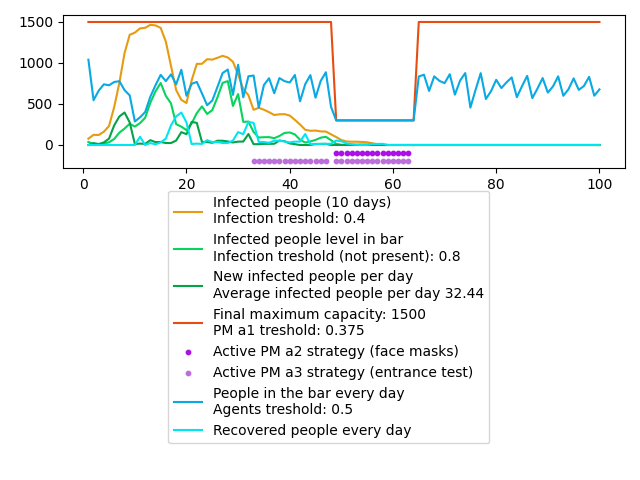 1500
1000
500
0
0
20
40
60
80
100
Infected people (10 days)
Infection treshold: 0.4
Infected people level in bar
Infection treshold (not present): 0.8
New infected people per day
Average infected people per day 32.44
Final maximum capacity: 1500
PM a1 treshold: 0.375
Active PM a2 strategy (face masks)
Active PM a3 strategy (entrance test)
People in the bar every day
Agents treshold: 0.5
Recovered people every day